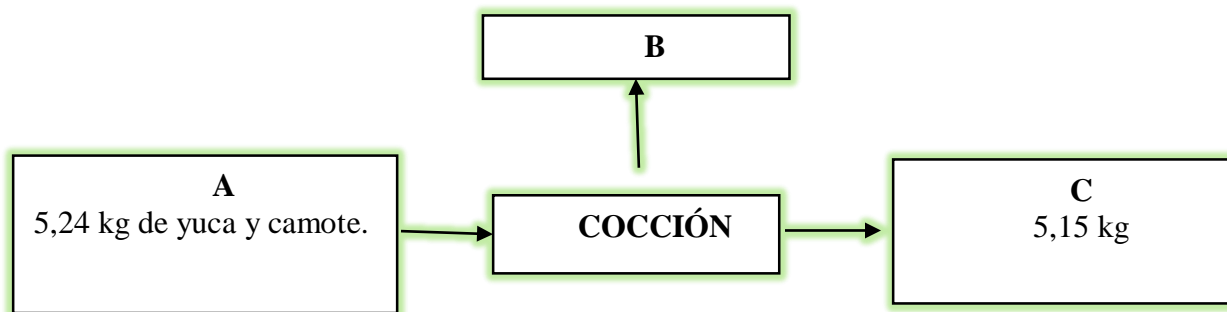 B
A
5,24 kg de yuca y camote.
COCCIÓN
C
5,15 kg